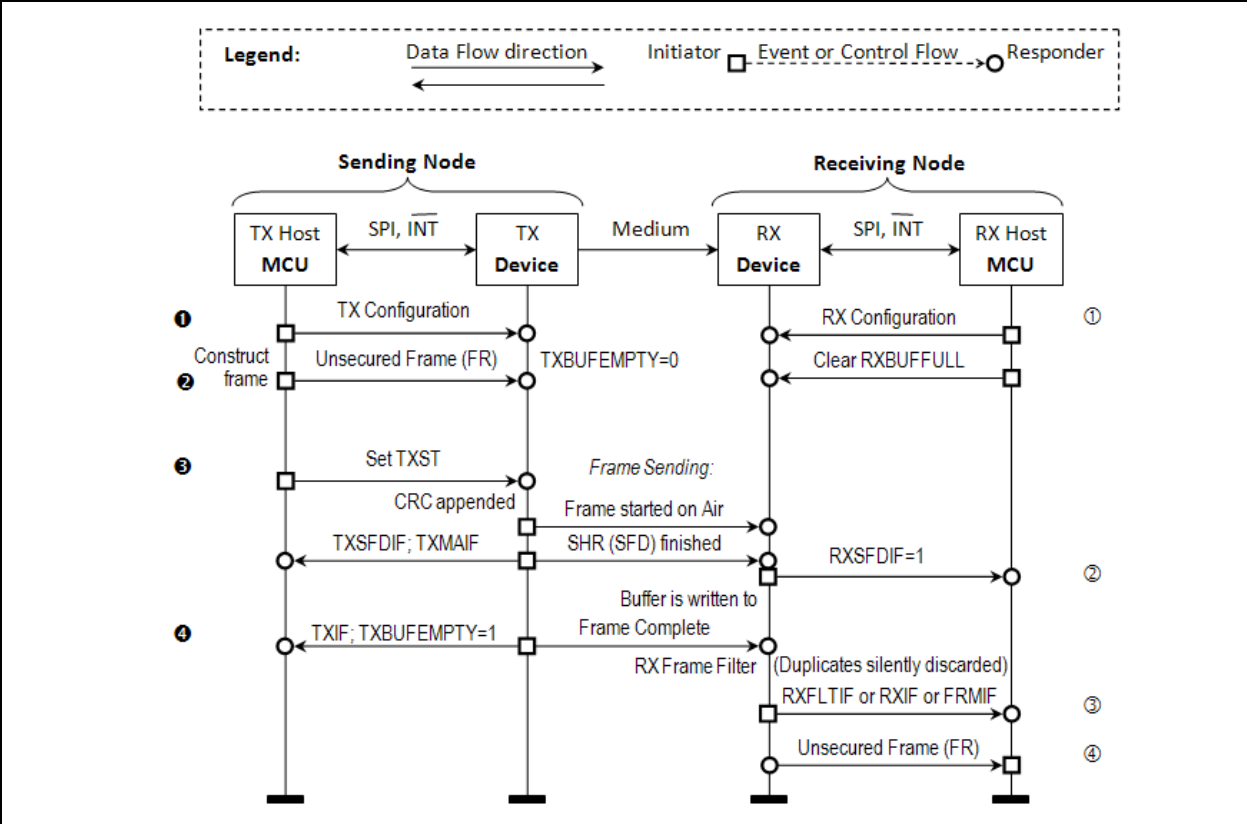 Legend:
Data Flow direction
Initiator
Event or Control Flow
Responder
Sending Node
Receiving Node
TX Host
MCU
SPI, INT
TX
Device
Medium
RX
Device
SPI, INT
RX Host
MCU
❶
TX Configuration
RX Configuration
①
Construct
frame
❷
Unsecured Frame (FR)
TXBUFEMPTY=0
Clear RXBUFFULL
❸
Set TXST
Frame Sending:
CRC appended
Frame started on Air
TXSFDIF; TXMAIF
SHR (SFD) finished
RXSFDIF=1
②
Buffer is written to
❹
TXIF; TXBUFEMPTY=1
Frame Complete
RX Frame Filter
(Duplicates silently discarded)
RXFLTIF or RXIF or FRMIF
③
Unsecured Frame (FR)
④